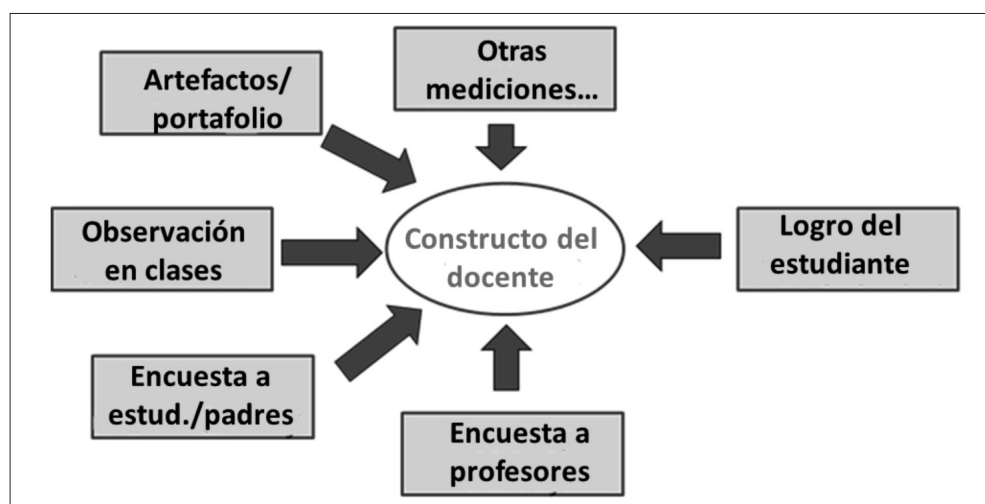 Otras
mediciones...
Artefactos/
portafolio
Observación
en clases
Constructo del
docente
Logro del
estudiante
Encuesta a
estud./padres
Encuesta a
profesores